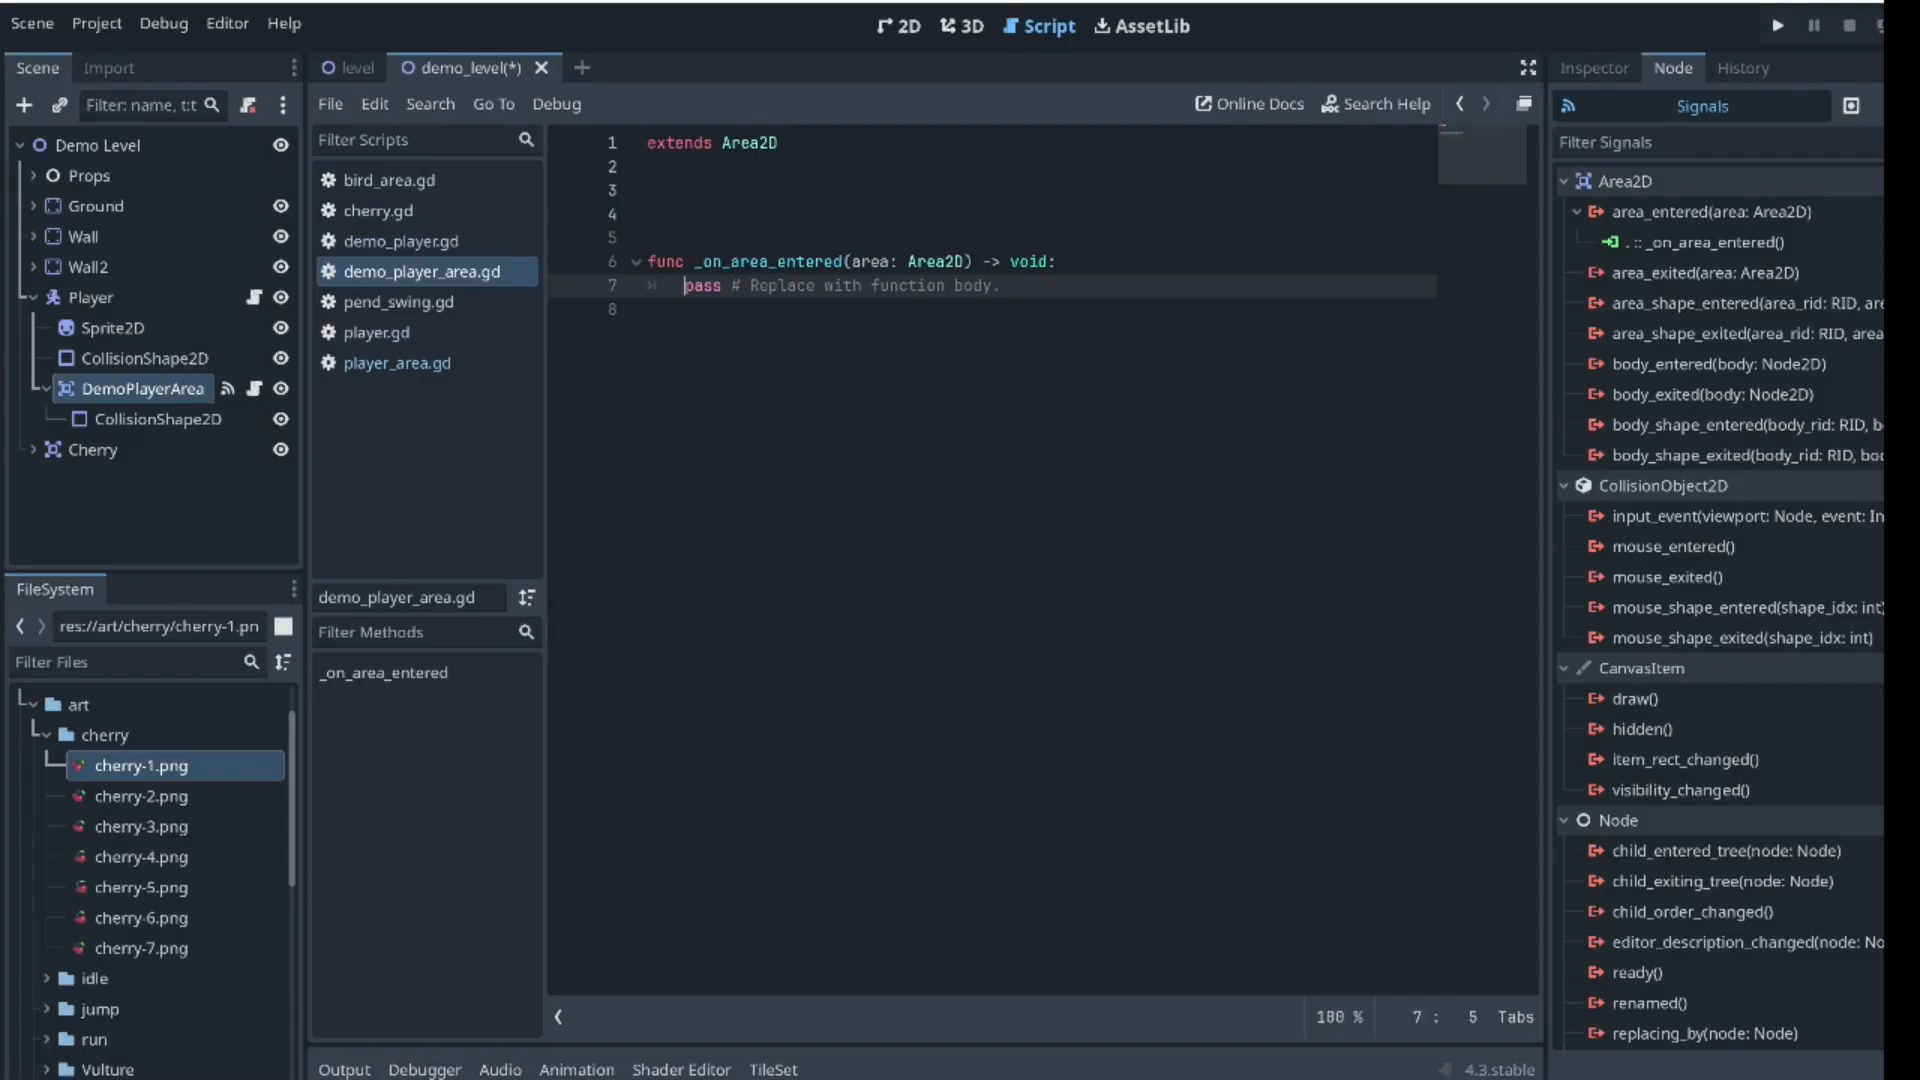 Scene Project Debug Editor Help
2D 3D Script AssetLib
Scene Import
Filter: name, t:t
Demo Level
Props
Ground
Wall
Wall2
Player
Sprite2D
CollisionShape2D
DemoPlayerArea
CollisionShape2D
Cherry
FileSystem
res://art/cherry/cherry-1.pn
Filter Files
art
cherry
cherry-1.png
cherry-2.png
cherry-3.png
cherry-4.png
cherry-5.png
cherry-6.png
cherry-7.png
idle
jump
run
Vulture
level demo_level(*)
File Edit Search Go To Debug
Online Docs Search Help
Filter Scripts
bird_area.gd
cherry.gd
demo_player.gd
demo_player_area.gd
pend_swing.gd
player.gd
player_area.gd
demo_player_area.gd
Filter Methods
_on_area_entered
1 extends Area2D
2
3
4
5
6 func _on_area_entered(area: Area2D) -> void:
7 pass # Replace with function body.
8
100 % 7 : 5 Tabs
Output Debugger Audio Animation Shader Editor TileSet
4.3.stable
Inspector Node History
Signals
Filter Signals
Area2D
area_entered(area: Area2D)
. :: _on_area_entered()
area_exited(area: Area2D)
area_shape_entered(area_rid: RID, are
area_shape_exited(area_rid: RID, area
body_entered(body: Node2D)
body_exited(body: Node2D)
body_shape_entered(body_rid: RID, b
body_shape_exited(body_rid: RID, boo
CollisionObject2D
input_event(viewport: Node, event: In
mouse_entered()
mouse_exited()
mouse_shape_entered(shape_idx: int)
mouse_shape_exited(shape_idx: int)
CanvasItem
draw()
hidden()
item_rect_changed()
visibility_changed()
Node
child_entered_tree(node: Node)
child_exiting_tree(node: Node)
child_order_changed()
editor_description_changed(node: No
ready()
renamed()
replacing_by(node: Node)